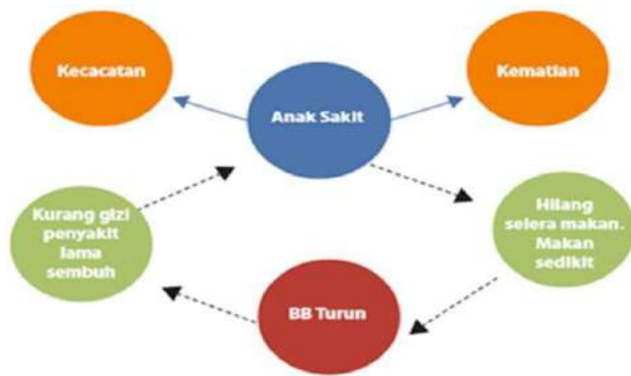 Kecacatan
Kematian
Anak Sakit
Kurang gizi
penyakit
lama
sembuh
Hilang
selera makan.
Makan
sedikit
BB Turun